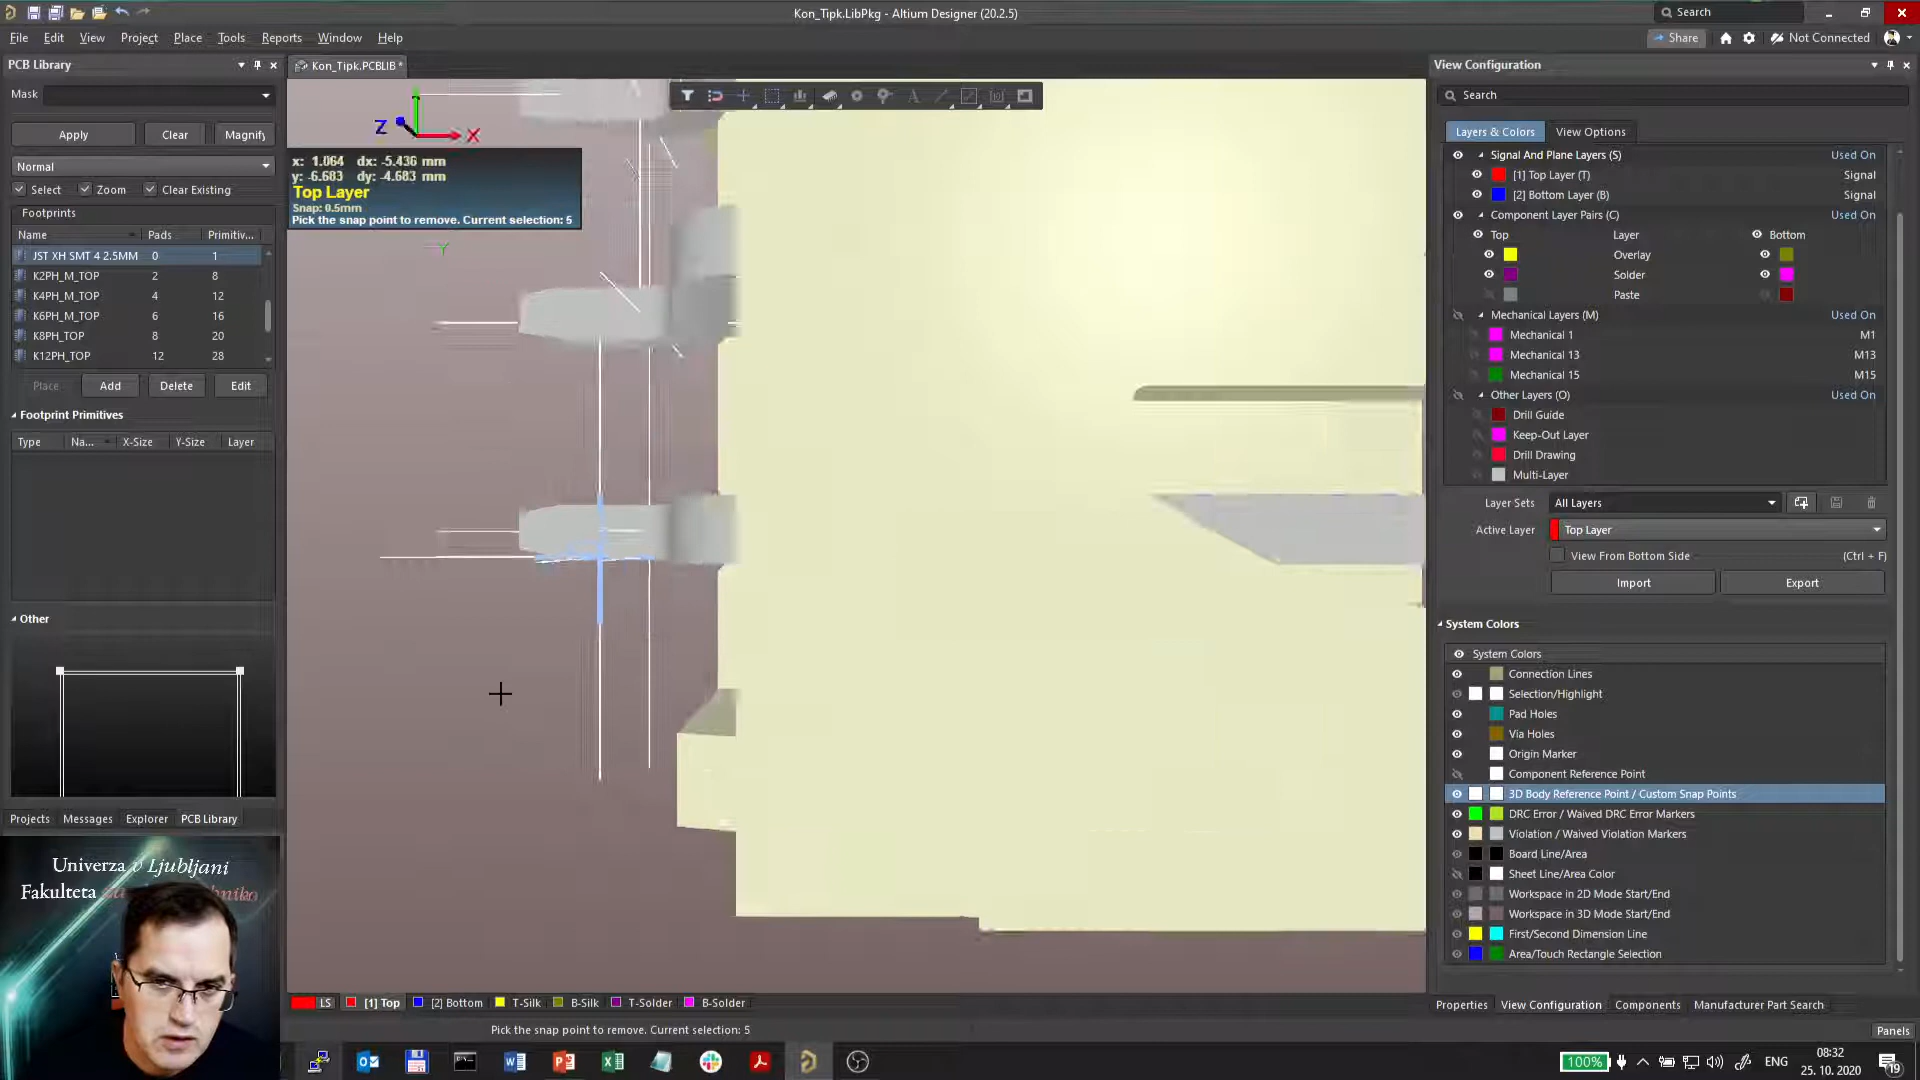 Kon_Tipk.LibPkg - Altium Designer (20.2.5)
Search
File Edit View Project Place Tools Reports Window Help
Share Not Connected
PCB Library
Kon_Tipk.PCBLIB *
View Configuration
Mask
Apply Clear Magnify
Normal
Select Zoom Clear Existing
Footprints
Name Pads Primitiv...
JST XH SMT 4 2.5MM 0 1
K2PH_M_TOP 2 8
K4PH_M_TOP 4 12
K6PH_M_TOP 6 16
K8PH_TOP 8 20
K12PH_TOP 12 28
Place Add Delete Edit
Footprint Primitives
Type Na... X-Size Y-Size Layer
Other
Projects Messages Explorer PCB Library
Univerza v Ljubljani
Fakulteta
Z X
x: 1.064 dx: -5.436 mm
y: -6.683 dy: -4.683 mm
Top Layer
Snap: 0.5mm
Pick the snap point to remove. Current selection: 5
Y
Search
Layers & Colors View Options
Signal And Plane Layers (S) Used On
[1] Top Layer (T) Signal
[2] Bottom Layer (B) Signal
Component Layer Pairs (C) Used On
Top Layer Bottom
Overlay
Solder
Paste
Mechanical Layers (M) Used On
Mechanical 1 M1
Mechanical 13 M13
Mechanical 15 M15
Other Layers (O) Used On
Drill Guide
Keep-Out Layer
Drill Drawing
Multi-Layer
Layer Sets All Layers
Active Layer Top Layer
View From Bottom Side (Ctrl + F)
Import Export
System Colors
System Colors
Connection Lines
Selection/Highlight
Pad Holes
Via Holes
Origin Marker
Component Reference Point
3D Body Reference Point / Custom Snap Points
DRC Error / Waived DRC Error Markers
Violation / Waived Violation Markers
Board Line/Area
Sheet Line/Area Color
Workspace in 2D Mode Start/End
Workspace in 3D Mode Start/End
First/Second Dimension Line
Area/Touch Rectangle Selection
LS [1] Top [2] Bottom T-Silk B-Silk T-Solder B-Solder
Properties View Configuration Components Manufacturer Part Search
Pick the snap point to remove. Current selection: 5
Panels
100% ENG 08:32
25. 10. 2020 19